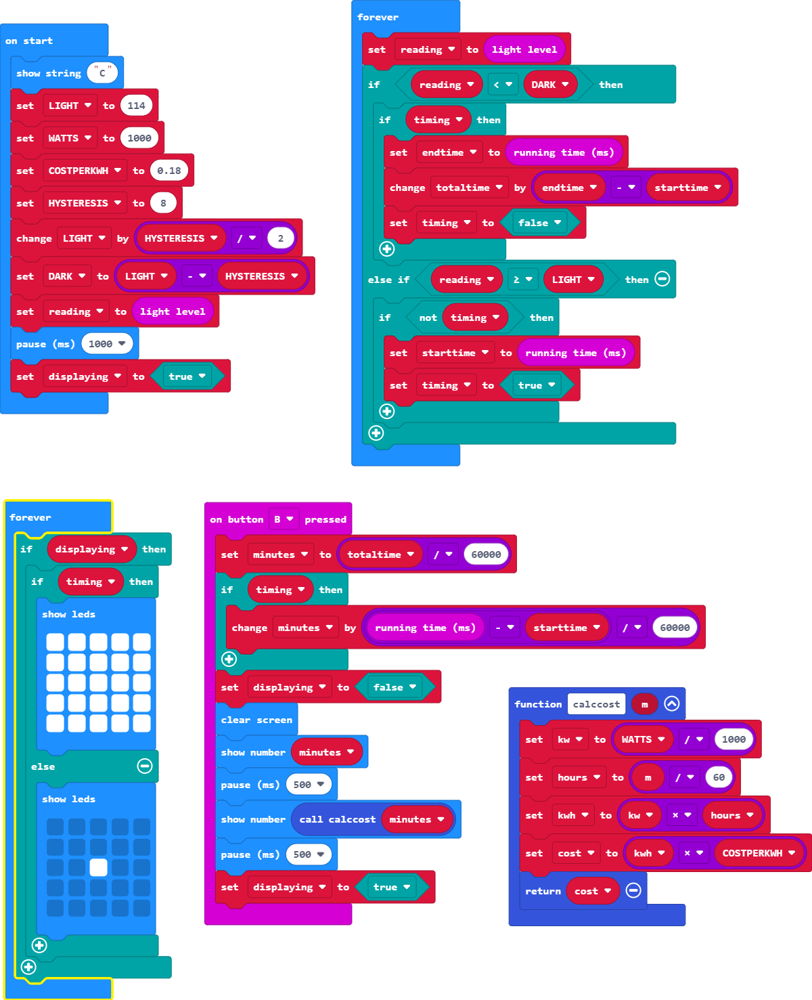 on start
show string "C"
set LIGHT to 114
set WATTS to 1000
set COSTPERKWH to 0.18
set HYSTERESIS to 8
change LIGHT by HYSTERESIS / 2
set DARK to LIGHT - HYSTERESIS
set reading to light level
pause (ms) 1000
set displaying to true
forever
set reading to light level
if reading < DARK then
if timing then
set endtime to running time (ms)
change totaltime by endtime - starttime
set timing to false
else if reading ≥ LIGHT then
if not timing then
set starttime to running time (ms)
set timing to true
forever
if displaying then
if timing then
show leds
else
show leds
on button B pressed
set minutes to totaltime / 60000
if timing then
change minutes by running time (ms) - starttime / 60000
set displaying to false
clear screen
show number minutes
pause (ms) 500
show number call calccost minutes
pause (ms) 500
set displaying to true
function calccost m
set kw to WATTS / 1000
set hours to m / 60
set kwh to kw × hours
set cost to kwh × COSTPERKWH
return cost